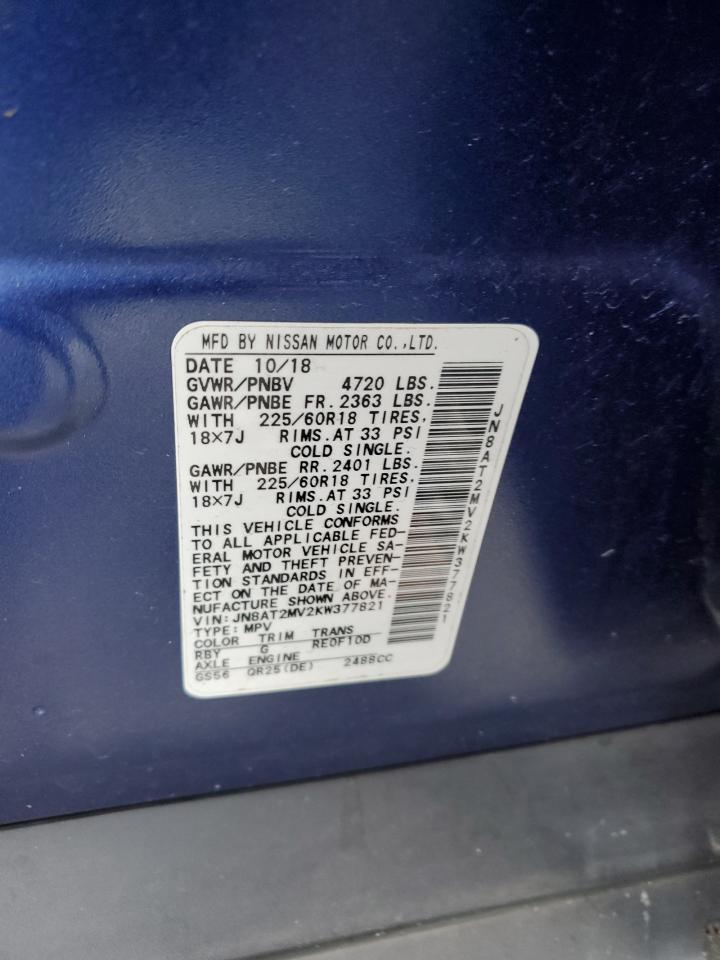 MFD BY NISSAN MOTOR CO.,LTD.
DATE 10/18
GVWR/PNBV 4720 LBS.
GAWR/PNBE FR. 2363 LBS.
WITH 225/60R18 TIRES.
18×7J RIMS.AT 33 PSI
COLD SINGLE.
GAWR/PNBE RR. 2401 LBS.
WITH 225/60R18 TIRES.
18×7J RIMS.AT 33 PSI
COLD SINGLE.
THIS VEHICLE CONFORMS
TO ALL APPLICABLE FED-
ERAL MOTOR VEHICLE SA-
FETY AND THEFT PREVEN-
TION STANDARDS IN EFF-
ECT ON THE DATE OF MA-
NUFACTURE SHOWN ABOVE.
VIN:JN8AT2MV2KW377821
TYPE:MPV
COLOR TRIM TRANS
RBY G RE0F10D
AXLE ENGINE
GS56 QR25(DE) 2488CC
JN8AT2MV2KW377821